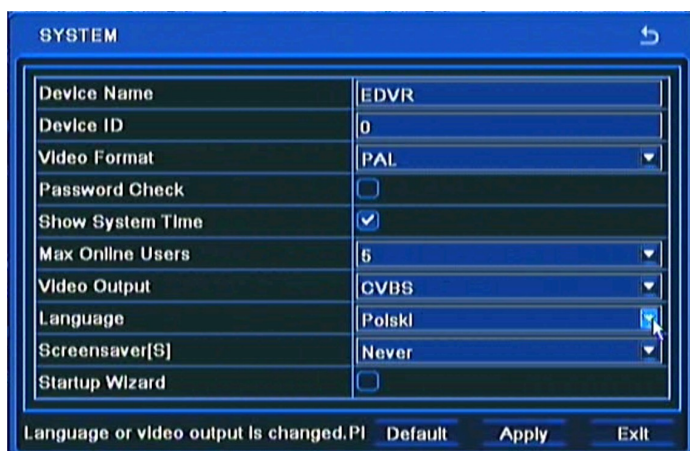 SYSTEM
Device Name EDVR
Device ID 0
Video Format PAL
Password Check
Show System Time
Max Online Users 5
Video Output CVBS
Language Polski
Screensaver[S] Never
Startup Wizard
Language or video output is changed.Pl Default Apply Exit